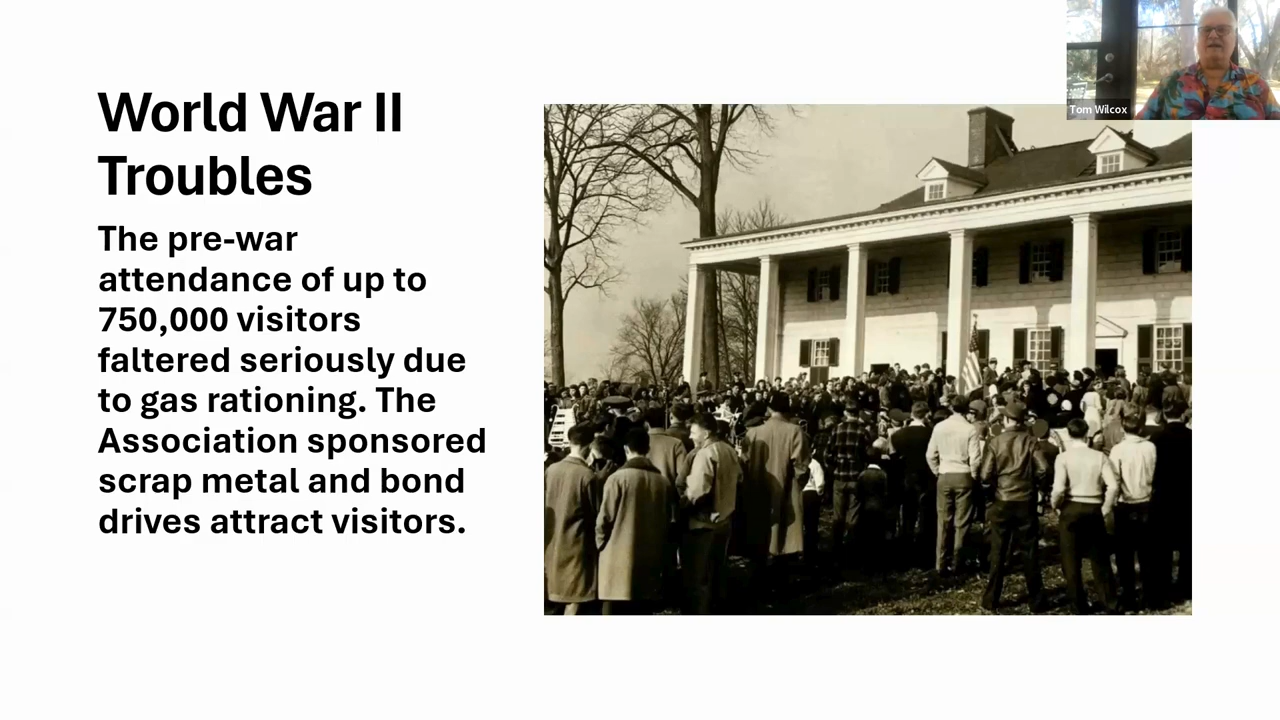 World War II
Troubles
The pre-war
attendance of up to
750,000 visitors
faltered seriously due
to gas rationing. The
Association sponsored
scrap metal and bond
drives attract visitors.
Tom Wilcox